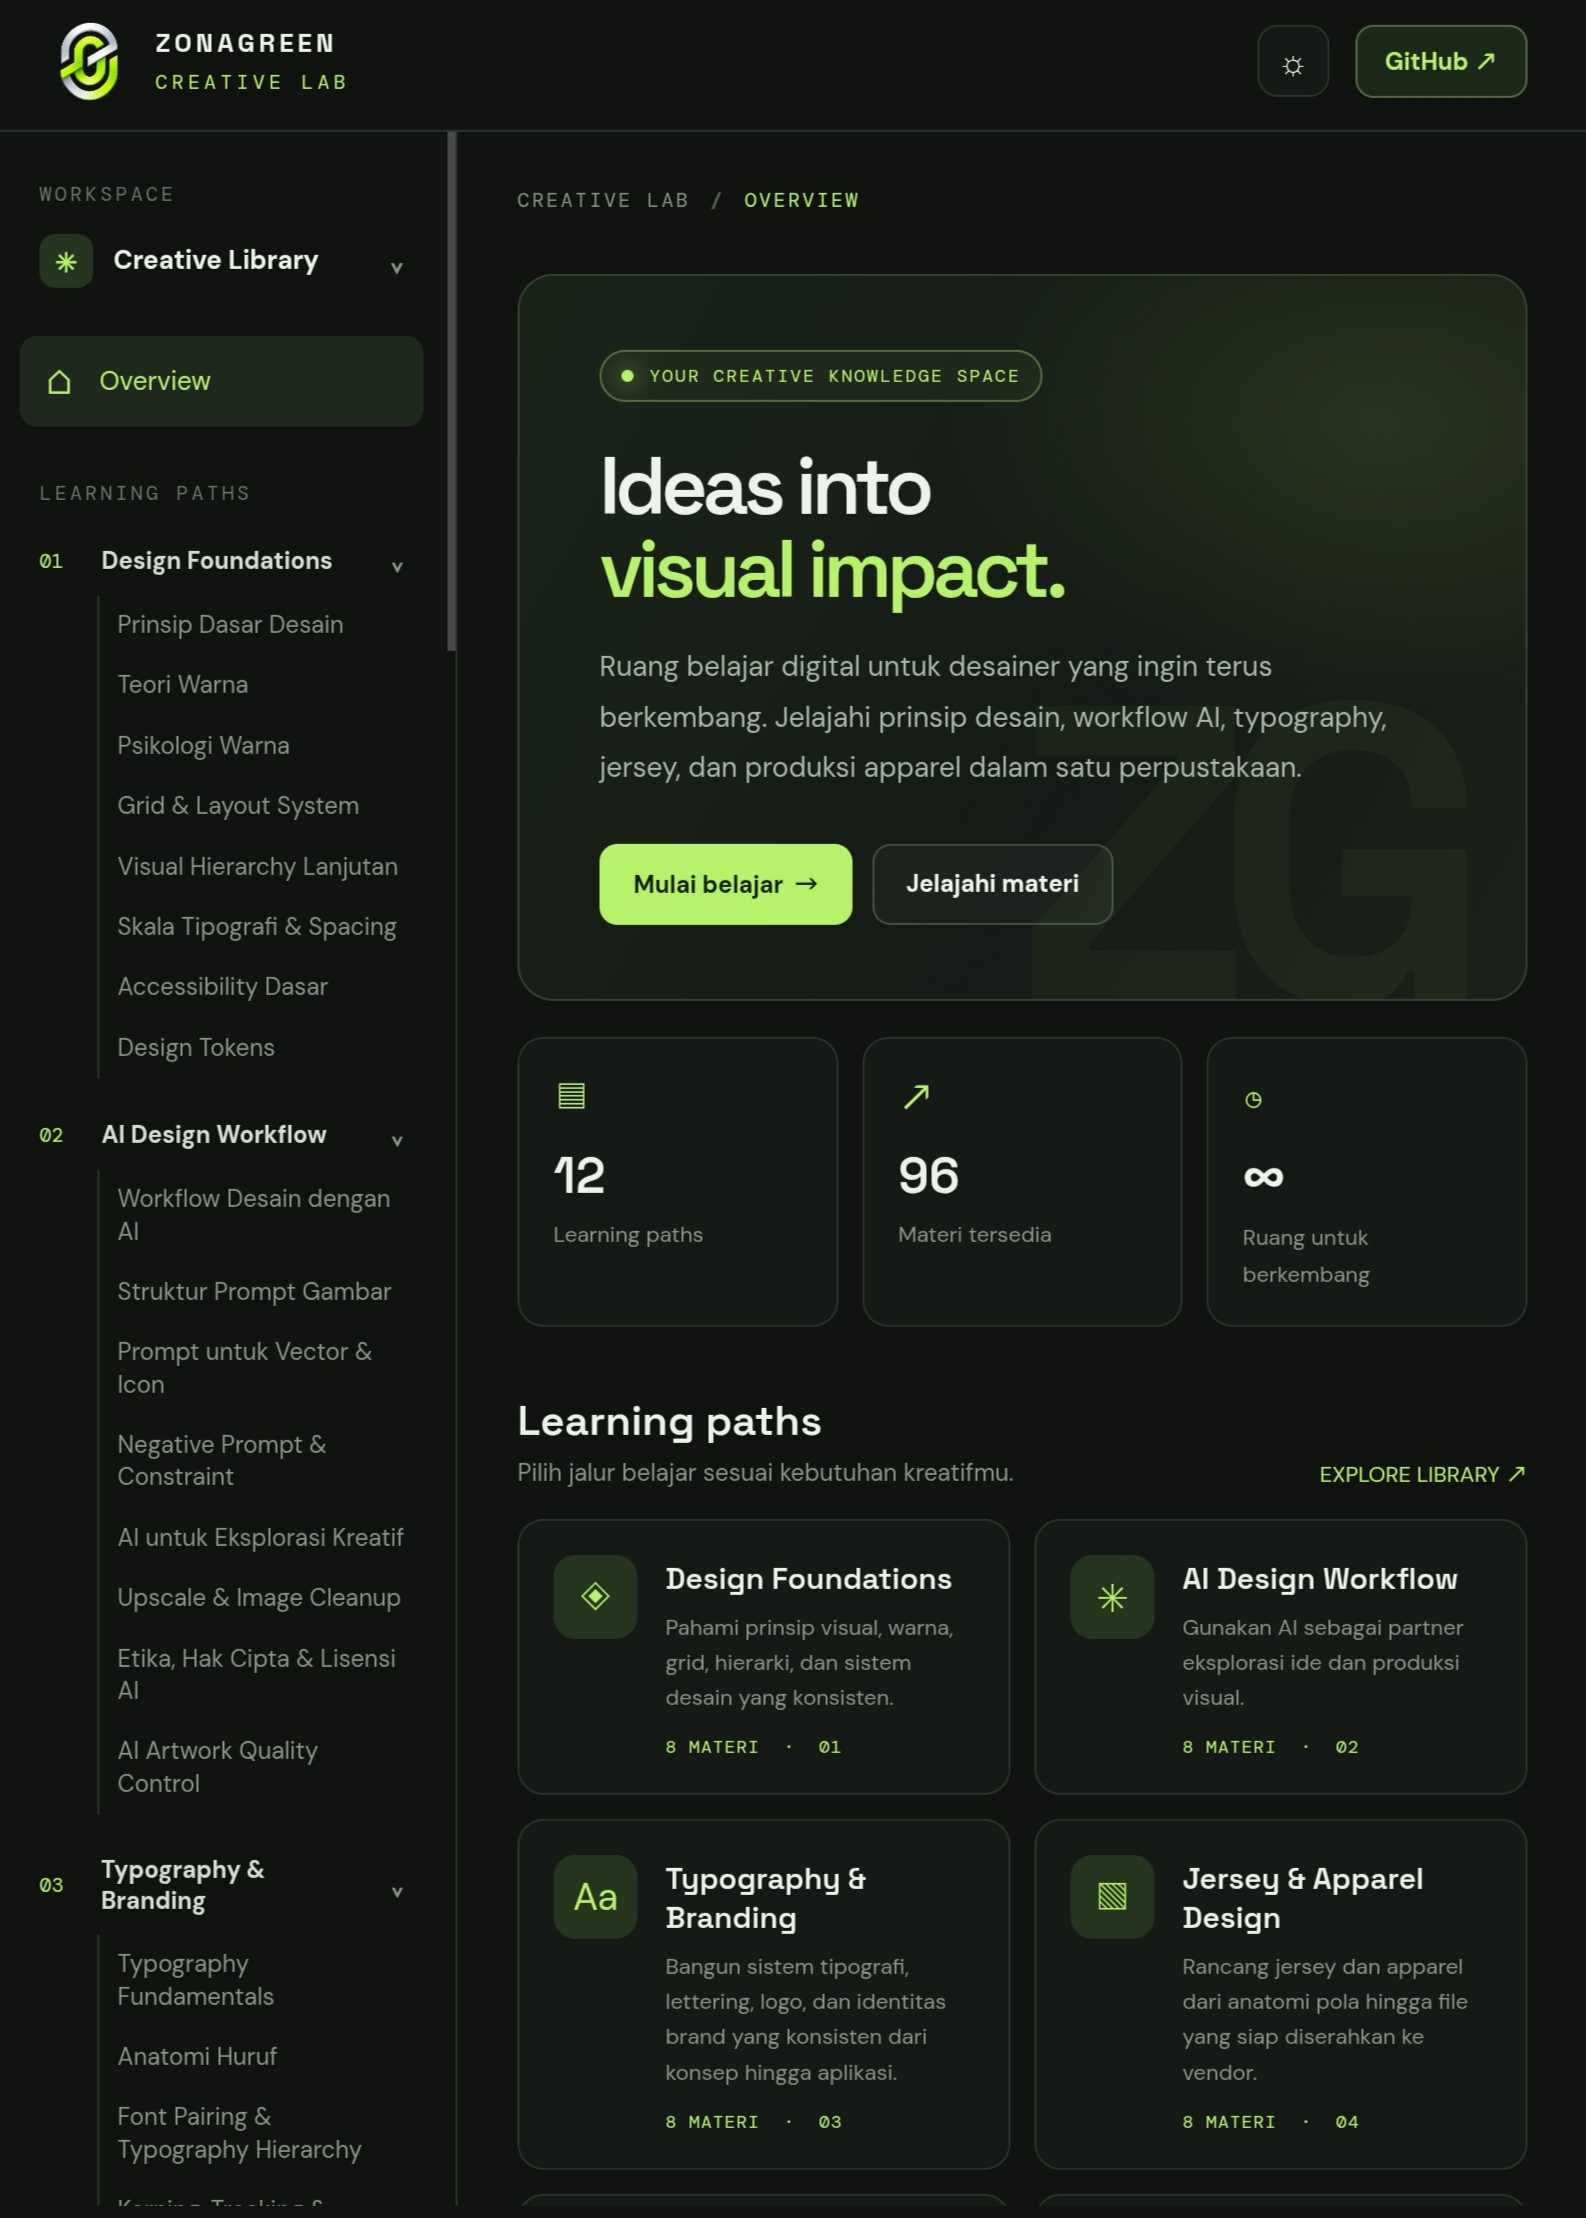 ZONAGREEN
CREATIVE LAB
GitHub ↗
WORKSPACE
Creative Library
Overview
LEARNING PATHS
01 Design Foundations
Prinsip Dasar Desain
Teori Warna
Psikologi Warna
Grid & Layout System
Visual Hierarchy Lanjutan
Skala Tipografi & Spacing
Accessibility Dasar
Design Tokens
02 AI Design Workflow
Workflow Desain dengan
AI
Struktur Prompt Gambar
Prompt untuk Vector &
Icon
Negative Prompt &
Constraint
AI untuk Eksplorasi Kreatif
Upscale & Image Cleanup
Etika, Hak Cipta & Lisensi
AI
AI Artwork Quality
Control
03 Typography &
Branding
Typography
Fundamentals
Anatomi Huruf
Font Pairing &
Typography Hierarchy
CREATIVE LAB / OVERVIEW
YOUR CREATIVE KNOWLEDGE SPACE
Ideas into
visual impact.
Ruang belajar digital untuk desainer yang ingin terus
berkembang. Jelajahi prinsip desain, workflow AI, typography,
jersey, dan produksi apparel dalam satu perpustakaan.
Mulai belajar →
Jelajahi materi
ZG
12
Learning paths
96
Materi tersedia
∞
Ruang untuk
berkembang
Learning paths
Pilih jalur belajar sesuai kebutuhan kreatifmu.
EXPLORE LIBRARY ↗
Design Foundations
Pahami prinsip visual, warna,
grid, hierarki, dan sistem
desain yang konsisten.
8 MATERI · 01
AI Design Workflow
Gunakan AI sebagai partner
eksplorasi ide dan produksi
visual.
8 MATERI · 02
Aa
Typography &
Branding
Bangun sistem tipografi,
lettering, logo, dan identitas
brand yang konsisten dari
konsep hingga aplikasi.
8 MATERI · 03
Jersey & Apparel
Design
Rancang jersey dan apparel
dari anatomi pola hingga file
yang siap diserahkan ke
vendor.
8 MATERI · 04